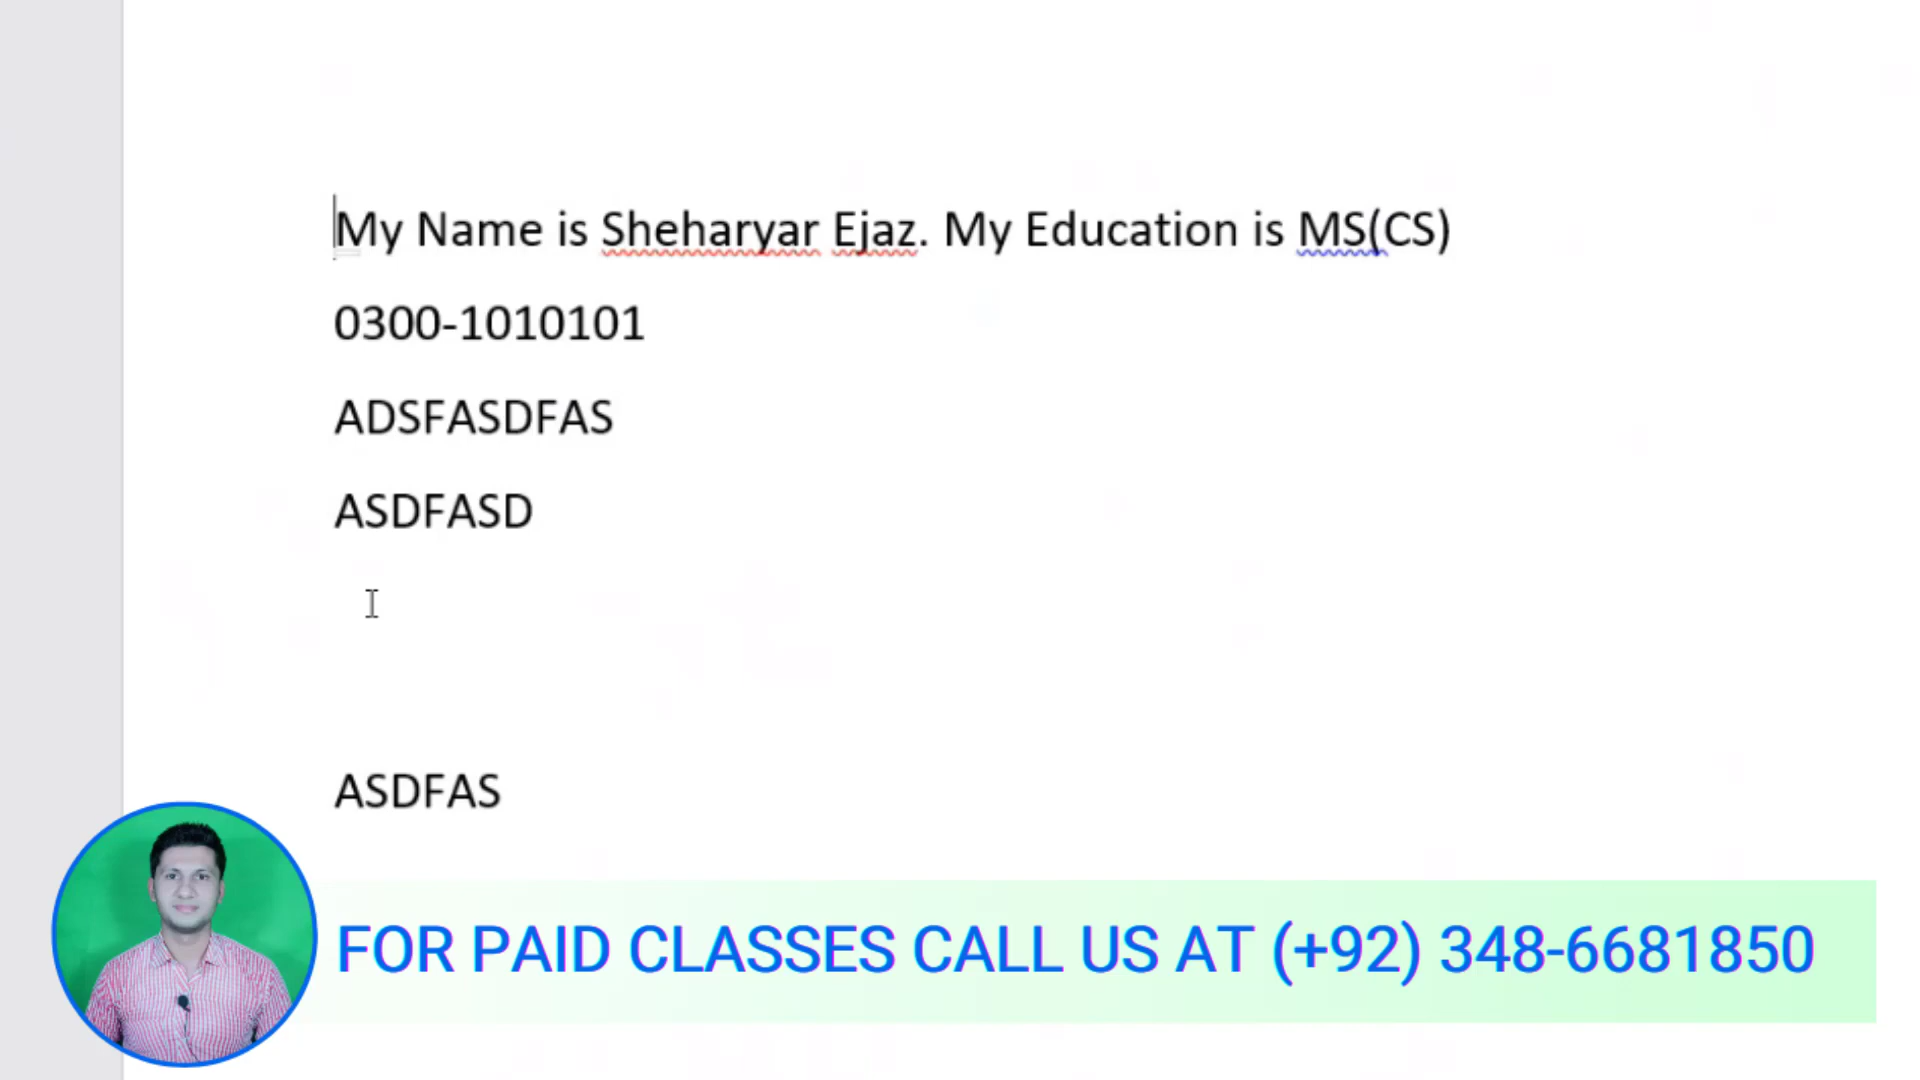 My Name is Sheharyar Ejaz. My Education is MS(CS)
0300-1010101
ADSFASDFAS
ASDFASD
ASDFAS
FOR PAID CLASSES CALL US AT (+92) 348-6681850